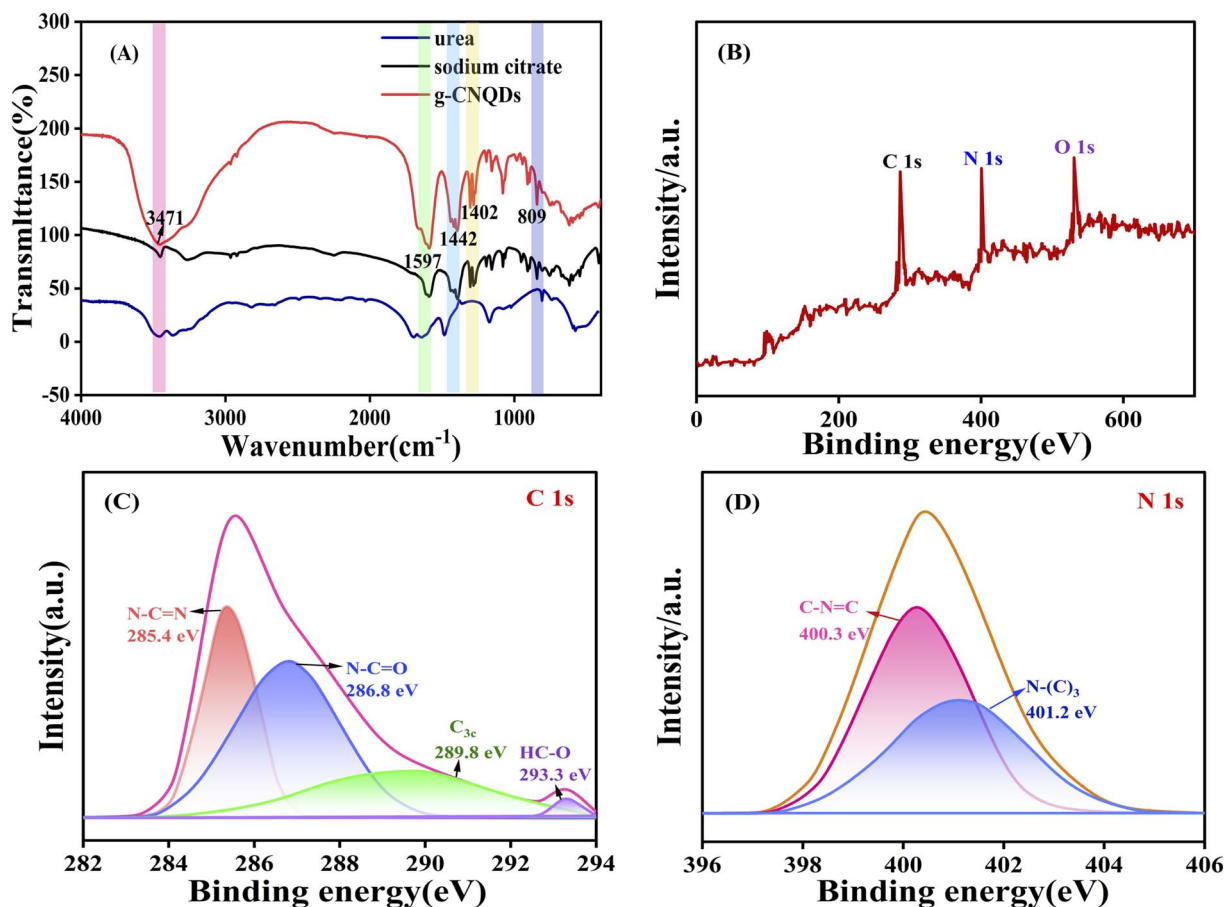 (A)
urea
sodium citrate
g-CNQDs
3471
1597
1442
1402
809
300
250
200
150
100
50
0
-50
4000
3000
2000
1000
Transmlttance(%)
Wavenumber(cm⁻¹)
(B)
C 1s
N 1s
O 1s
0
200
400
600
Intensity/a.u.
Binding energy(eV)
(C)
C 1s
N-C=N
285.4 eV
N-C=O
286.8 eV
C₃c
289.8 eV
HC-O
293.3 eV
282
284
286
288
290
292
294
Intensity(a.u.)
Binding energy(eV)
(D)
N 1s
C-N=C
400.3 eV
N-(C)₃
401.2 eV
396
398
400
402
404
406
Intensity/a.u.
Binding energy(eV)